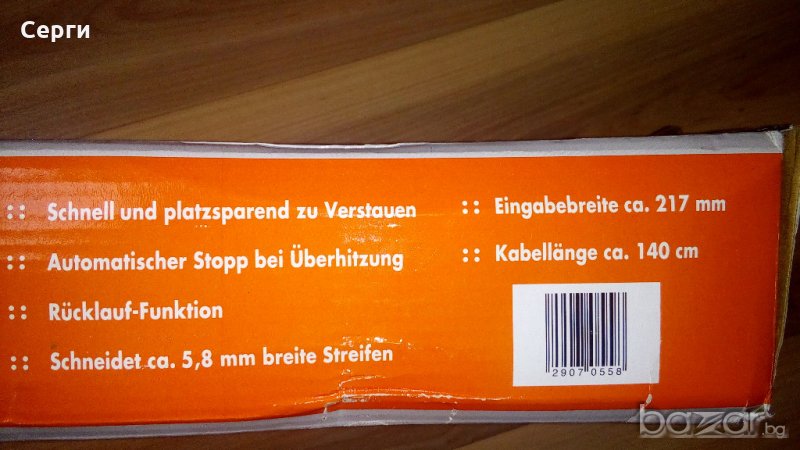 Серги
:: Schnell und platzsparend zu Verstauen
:: Automatischer Stopp bei Überhitzung
:: Rücklauf-Funktion
:: Schneidet ca. 5,8 mm breite Streifen
:: Eingabebreite ca. 217 mm
:: Kabellänge ca. 140 cm
2907 0558
bazar.bg